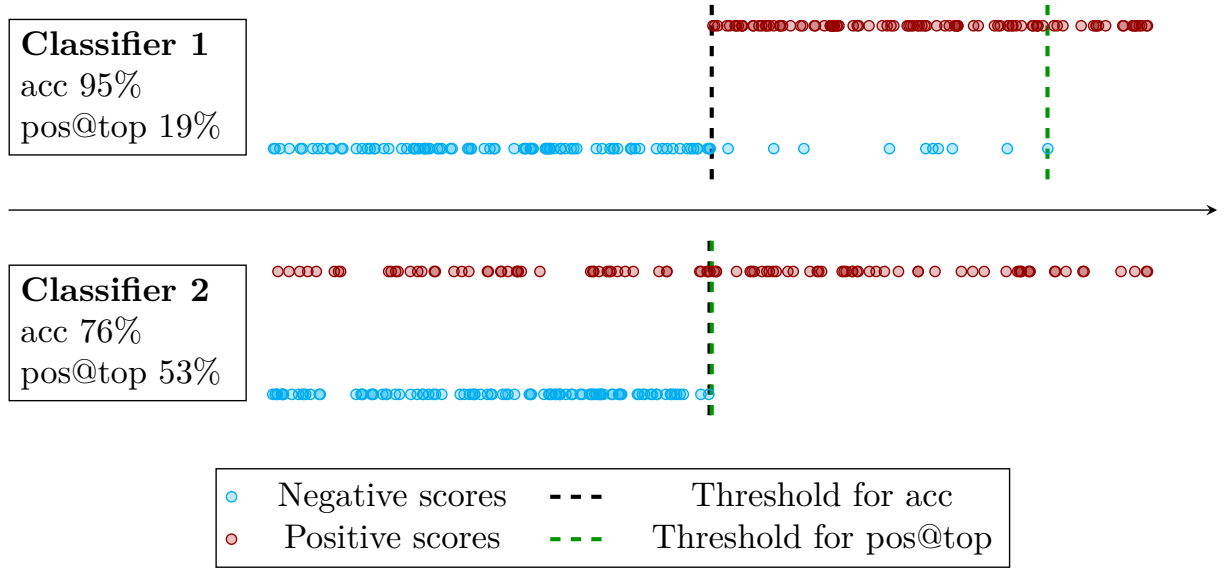 Classifier 1
acc 95%
pos@top 19%
Classifier 2
acc 76%
pos@top 53%
Negative scores Threshold for acc
Positive scores Threshold for pos@top